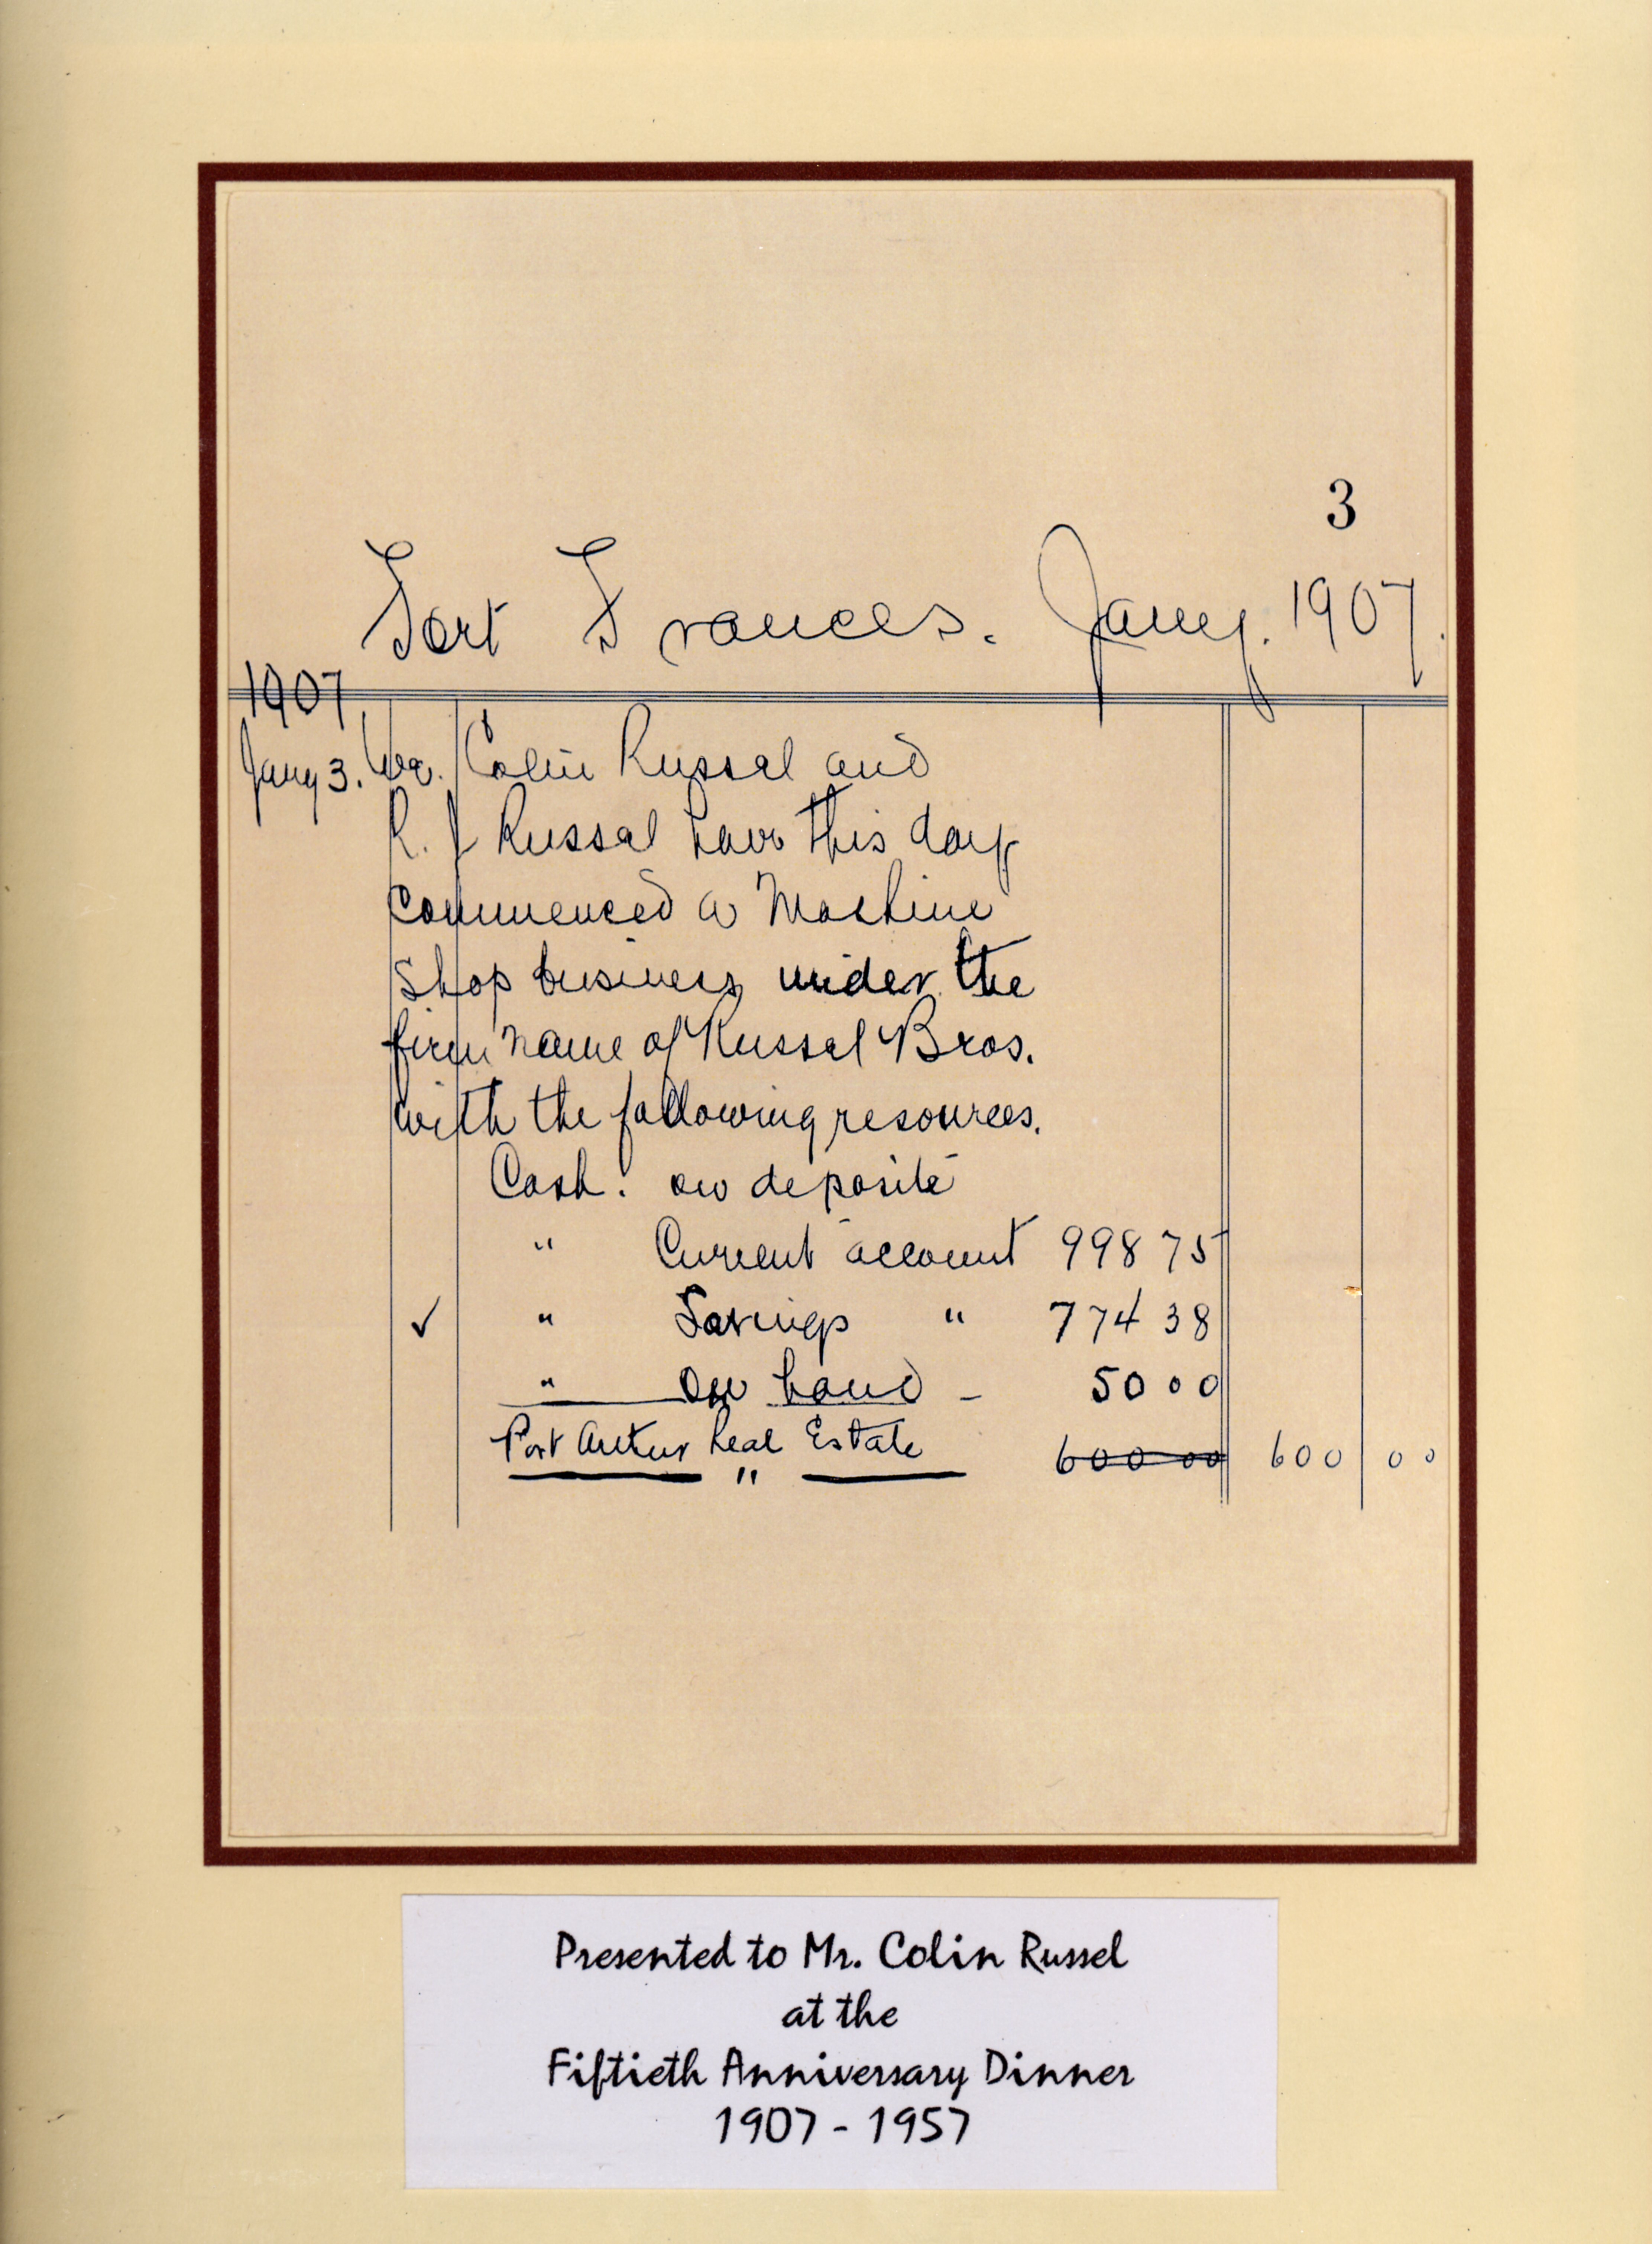 3
Fort Frances. Jany. 1907.
1907
Jany 3. We. Colin Russel and
R. J Russel have this day
commenced a Machine
Shop business under the
firm name of Russel Bros.
with the following resources.
Cash. on deposite
" Current account 998 75
✓ " Savings " 774 38
" On hand - 50 00
Port Arthur Real Estate 600 00 600 00
"
Presented to Mr. Colin Russel
at the
Fiftieth Anniversary Dinner
1907 - 1957